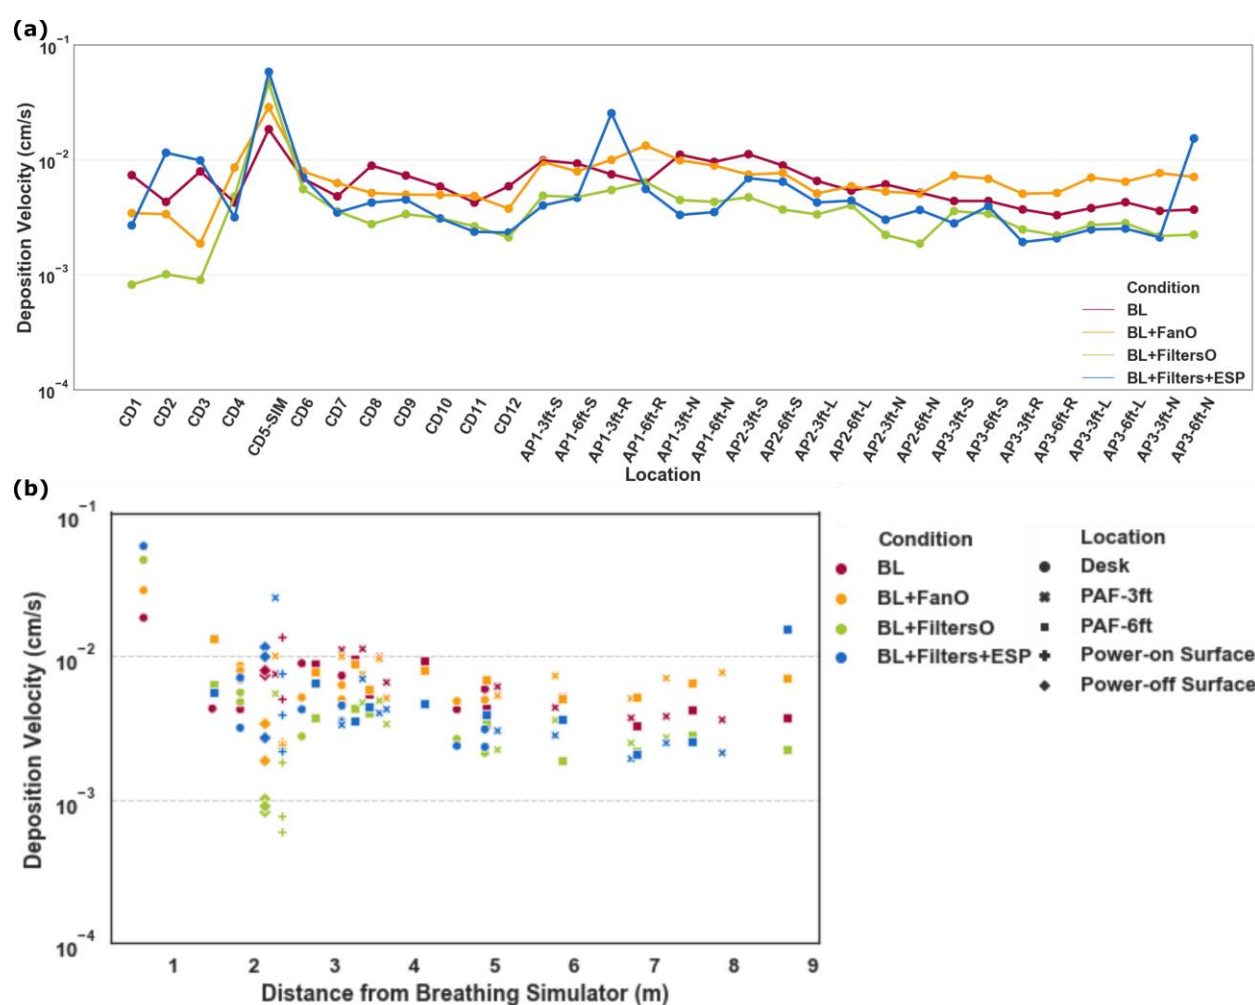 (a)
10⁻¹
10⁻²
10⁻³
10⁻⁴
Deposition Velocity (cm/s)
Condition
BL
BL+FanO
BL+FiltersO
BL+Filters+ESP
CD1
CD2
CD3
CD4
CD5-SIM
CD6
CD7
CD8
CD9
CD10
CD11
CD12
AP1-3ft-S
AP1-6ft-S
AP1-3ft-R
AP1-6ft-R
AP1-3ft-N
AP1-6ft-N
AP2-3ft-S
AP2-6ft-S
AP2-3ft-L
AP2-6ft-L
AP2-3ft-N
AP2-6ft-N
AP3-3ft-S
AP3-6ft-S
AP3-3ft-R
AP3-6ft-R
AP3-3ft-L
AP3-6ft-L
AP3-3ft-N
AP3-6ft-N
Location
(b)
10⁻¹
10⁻²
10⁻³
10⁻⁴
Deposition Velocity (cm/s)
1 2 3 4 5 6 7 8 9
Distance from Breathing Simulator (m)
Condition
BL
BL+FanO
BL+FiltersO
BL+Filters+ESP
Location
Desk
PAF-3ft
PAF-6ft
Power-on Surface
Power-off Surface